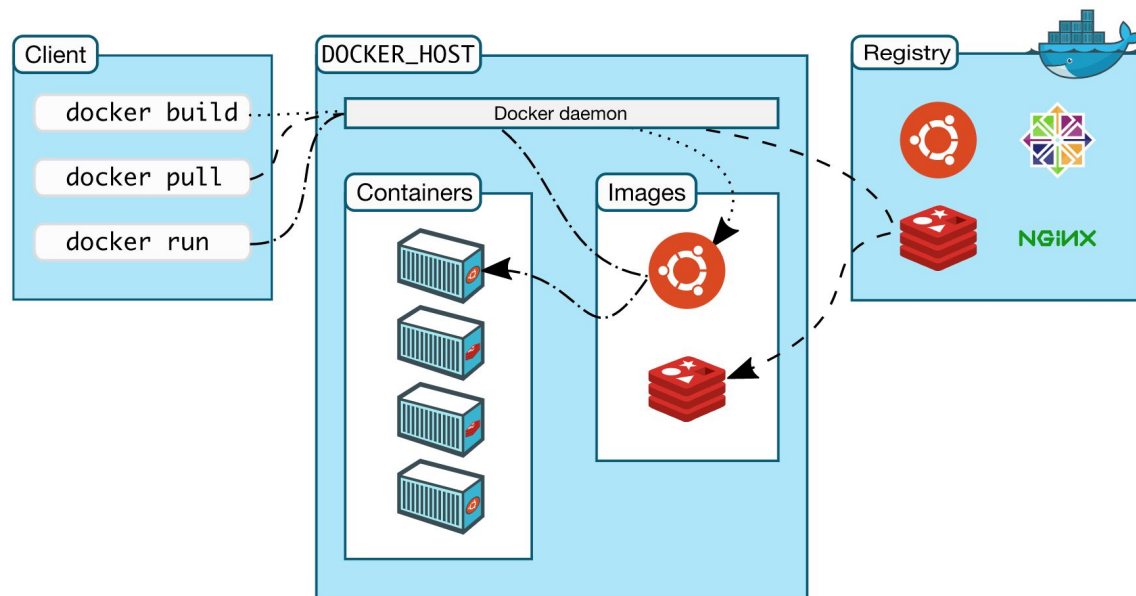 Client
docker build
docker pull
docker run
DOCKER_HOST
Docker daemon
Containers
Images
Registry
NGINX